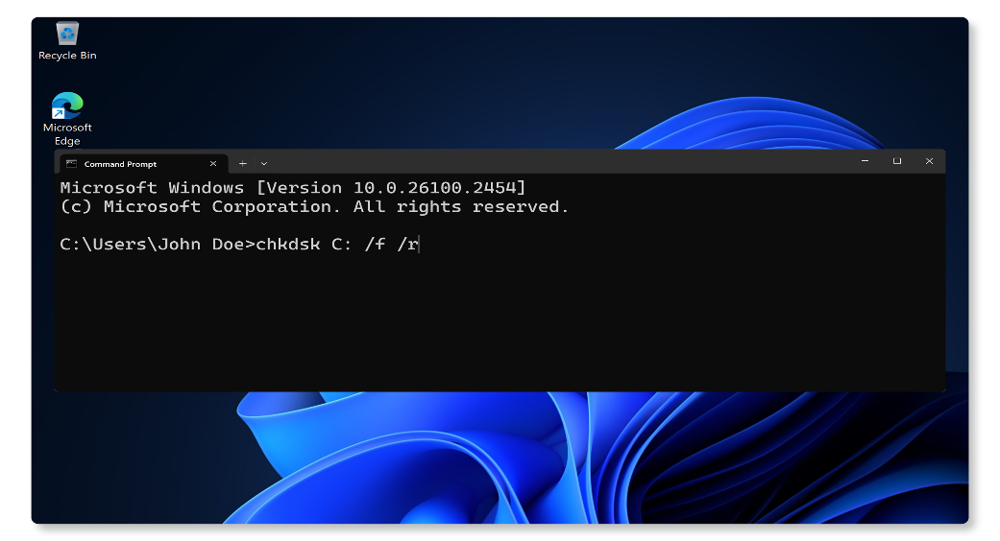 Recycle Bin
Microsoft
Edge
Command Prompt
Microsoft Windows [Version 10.0.26100.2454]
(c) Microsoft Corporation. All rights reserved.
C:\Users\John Doe>chkdsk C: /f /r